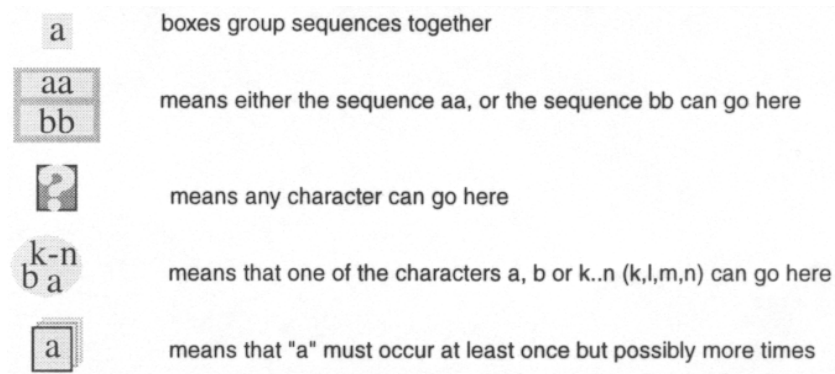 a boxes group sequences together
aa
bb
means either the sequence aa, or the sequence bb can go here
? means any character can go here
k-n
b a
means that one of the characters a, b or k..n (k,l,m,n) can go here
a means that "a" must occur at least once but possibly more times